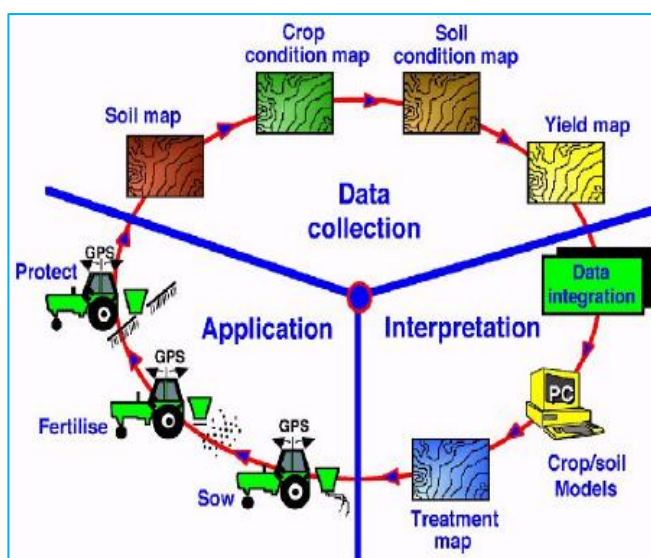 Crop
condition map
Soil
condition map
Soil map
Yield map
Data
collection
GPS
Protect
Data
integration
Application
Interpretation
GPS
PC
Fertilise
GPS
Sow
Crop/soil
Models
Treatment
map